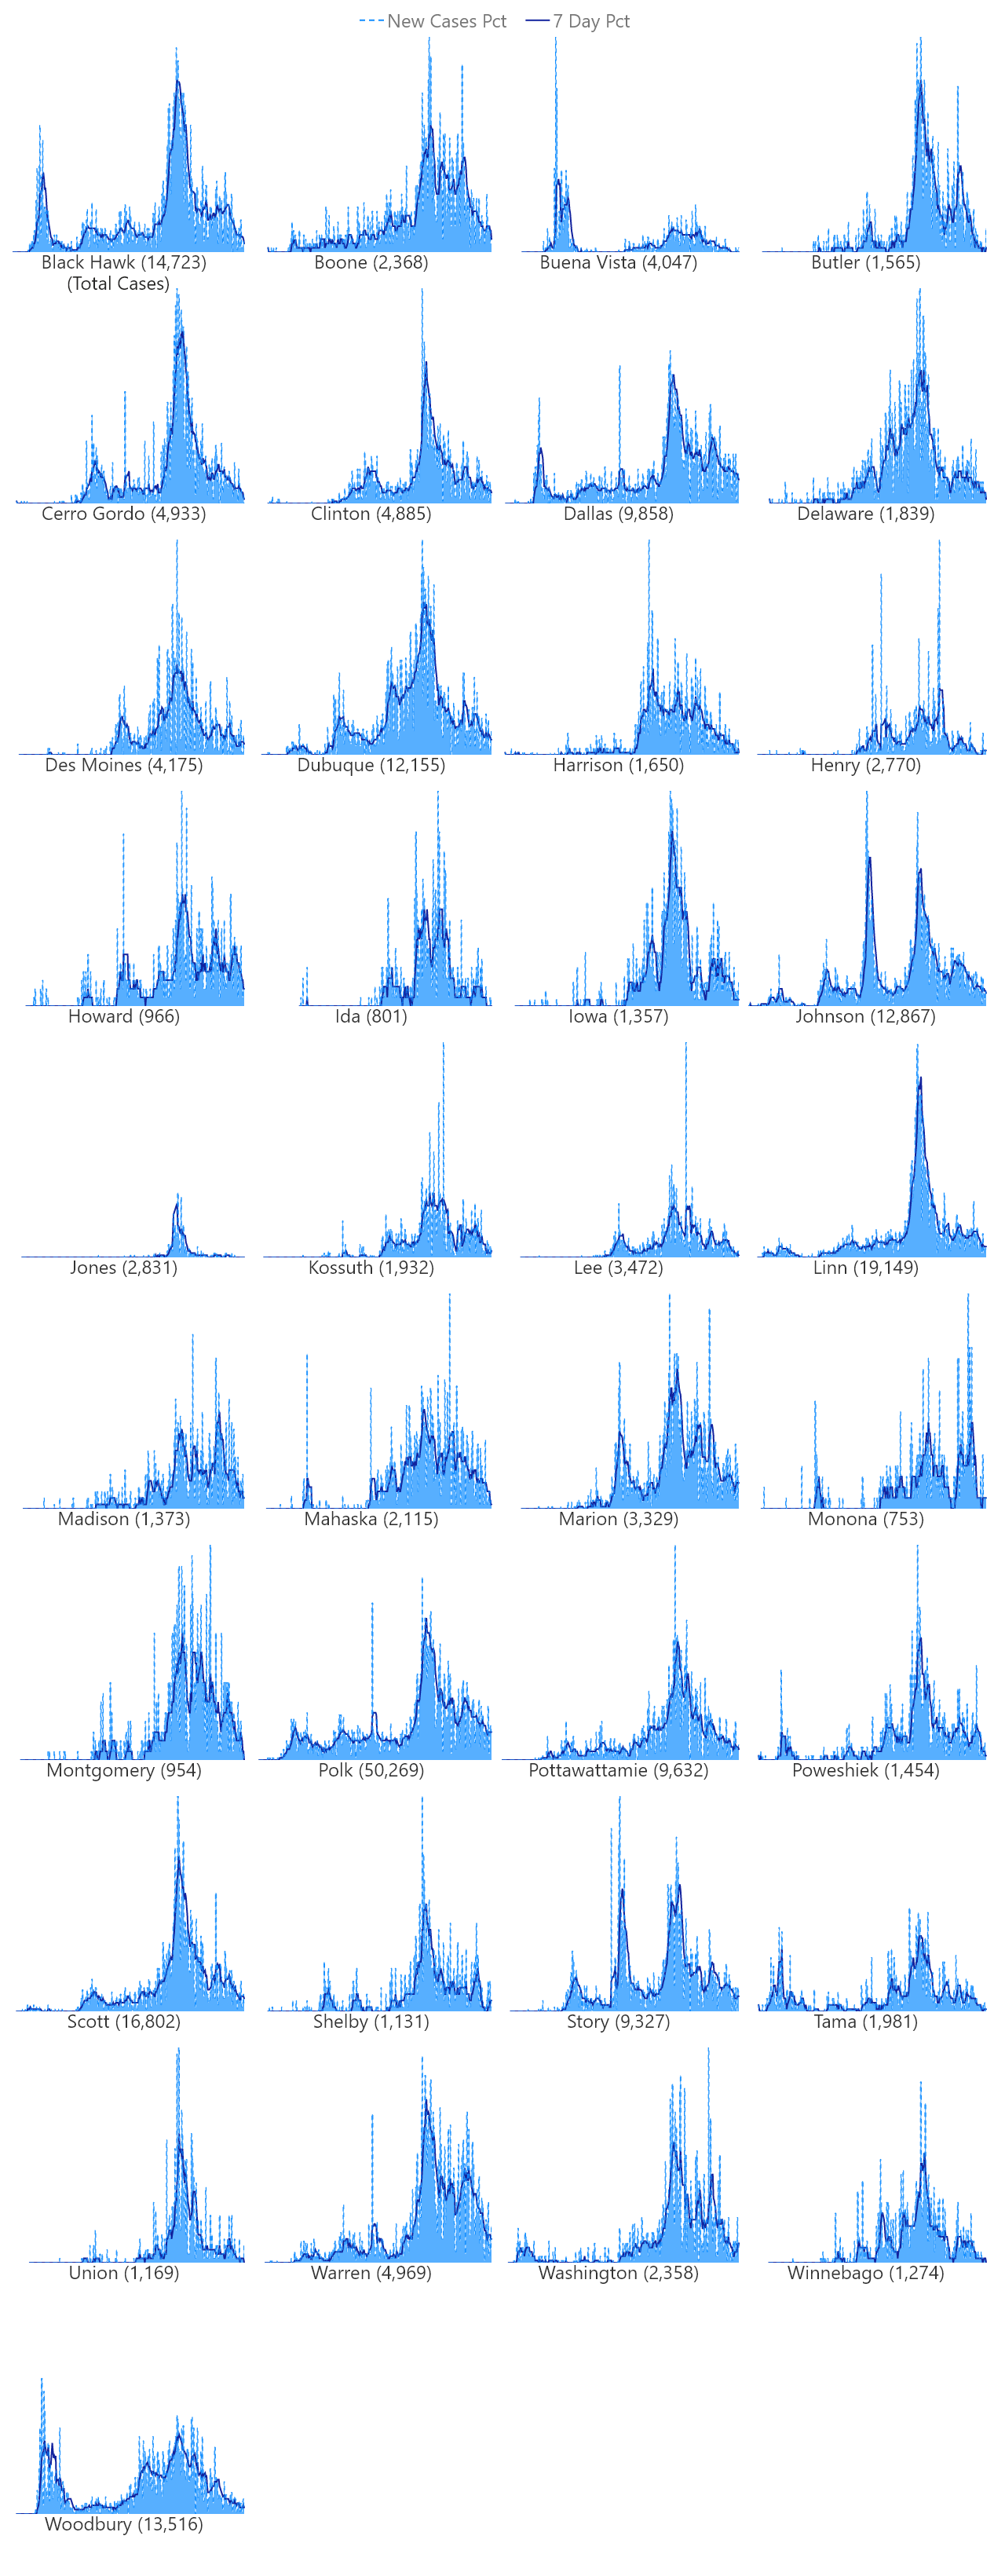 New Cases Pct 7 Day Pct
Black Hawk (14,723) Boone (2,368) Buena Vista (4,047) Butler (1,565)
(Total Cases)
Cerro Gordo (4,933) Clinton (4,885) Dallas (9,858) Delaware (1,839)
Des Moines (4,175) Dubuque (12,155) Harrison (1,650) Henry (2,770)
Howard (966) Ida (801) Iowa (1,357) Johnson (12,867)
Jones (2,831) Kossuth (1,932) Lee (3,472) Linn (19,149)
Madison (1,373) Mahaska (2,115) Marion (3,329) Monona (753)
Montgomery (954) Polk (50,269) Pottawattamie (9,632) Poweshiek (1,454)
Scott (16,802) Shelby (1,131) Story (9,327) Tama (1,981)
Union (1,169) Warren (4,969) Washington (2,358) Winnebago (1,274)
Woodbury (13,516)